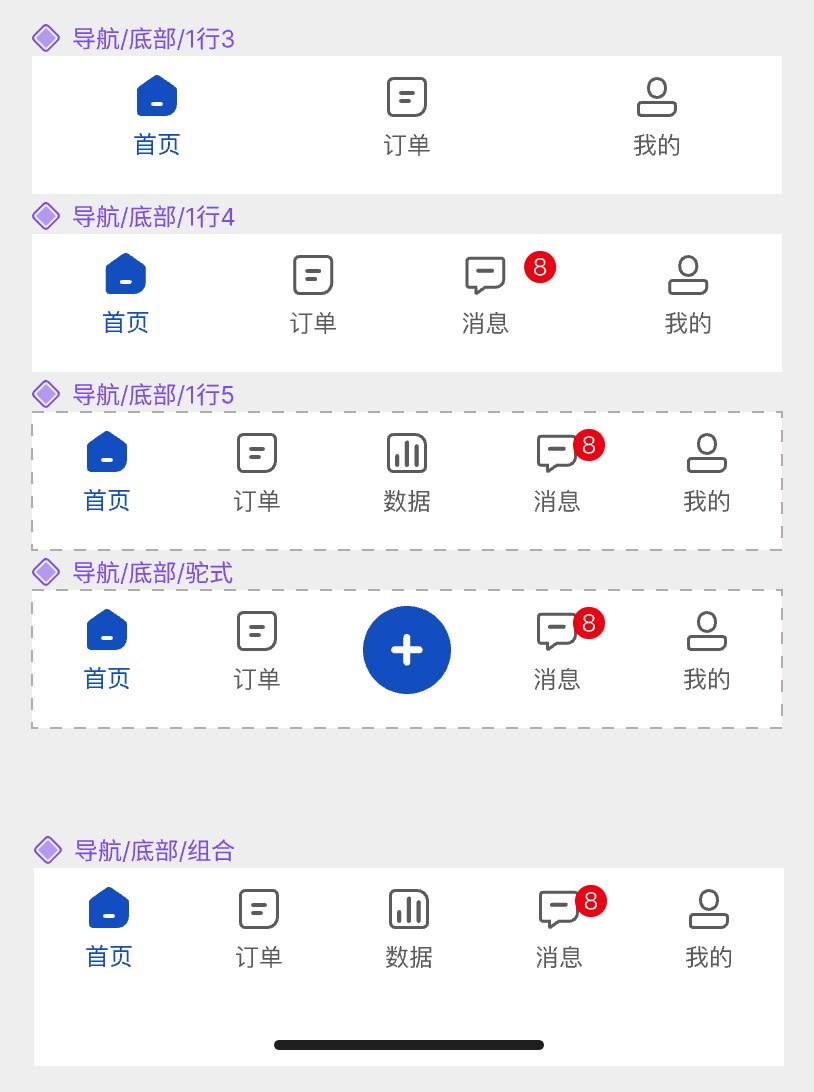 导航/底部/1行3
首页 订单 我的
导航/底部/1行4
8
首页 订单 消息 我的
导航/底部/1行5
8
首页 订单 数据 消息 我的
导航/底部/驼式
8
首页 订单 消息 我的
导航/底部/组合
8
首页 订单 数据 消息 我的